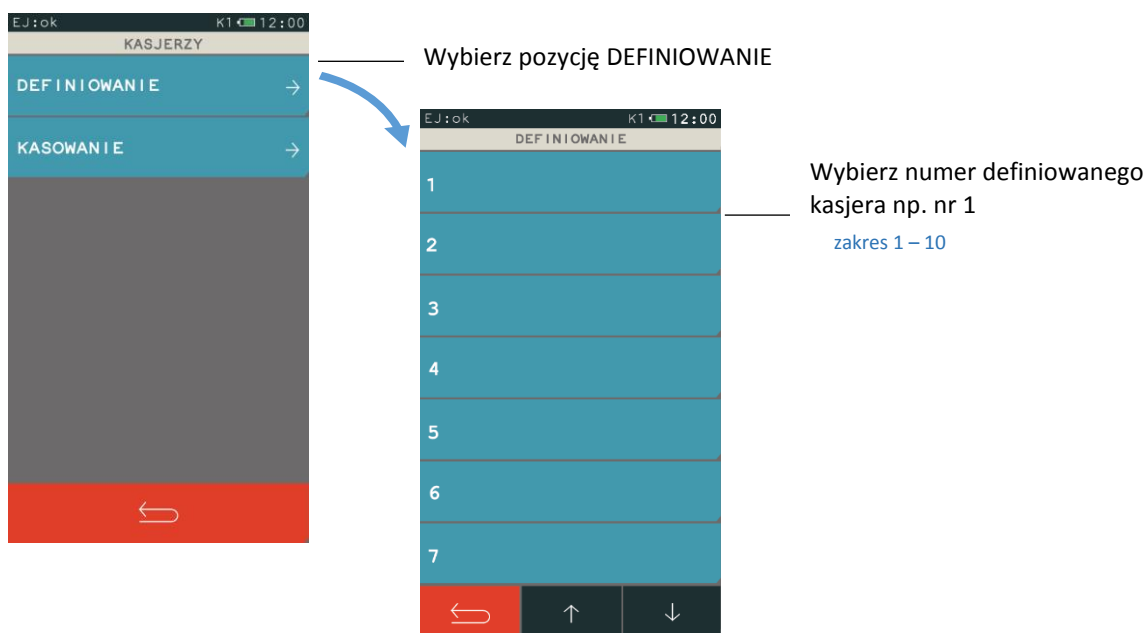 EJ:ok K1 12:00
KASJERZY
DEFINIOWANIE →
KASOWANIE →
Wybierz pozycję DEFINIOWANIE
EJ:ok K1 12:00
DEFINIOWANIE
1
2
3
4
5
6
7
↑ ↓
Wybierz numer definiowanego
kasjera np. nr 1
zakres 1 – 10